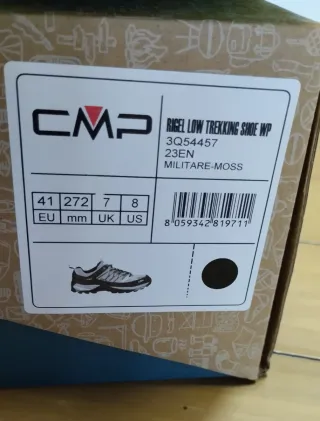 CMP
RIGEL LOW TREKKING SHOE WP
3Q54457
23EN
MILITARE-MOSS
41 272 7 8
EU mm UK US
8 059342 819711